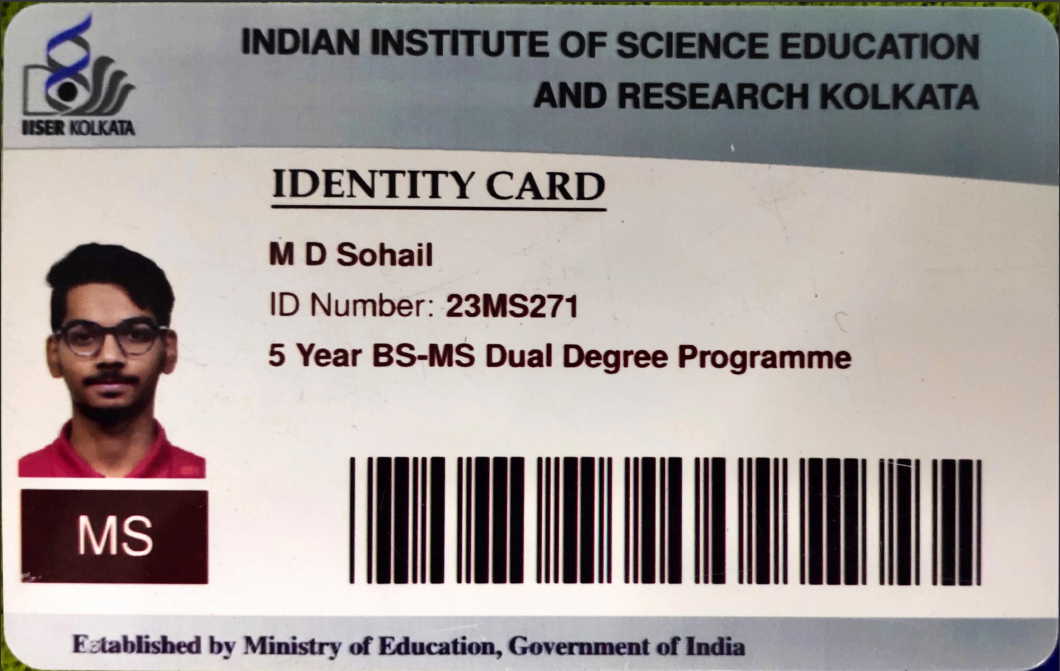 INDIAN INSTITUTE OF SCIENCE EDUCATION
AND RESEARCH KOLKATA
IISER KOLKATA
IDENTITY CARD
M D Sohail
ID Number: 23MS271
5 Year BS-MS Dual Degree Programme
MS
Established by Ministry of Education, Government of India